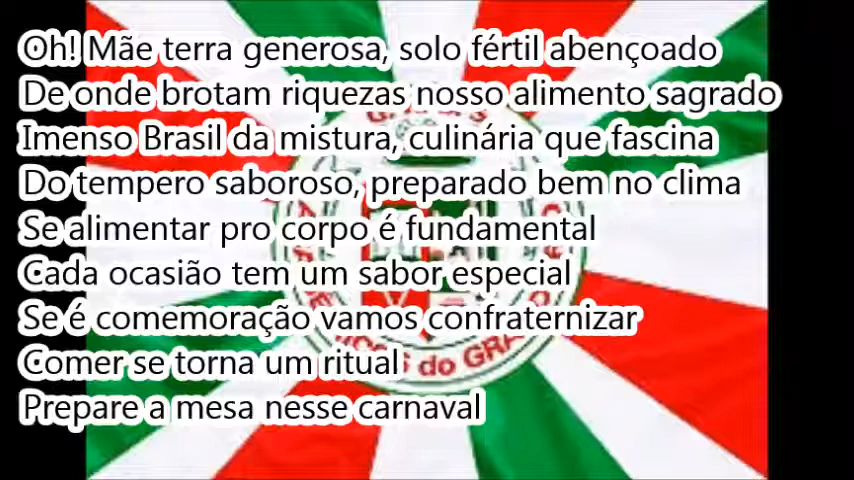 Oh! Mãe terra generosa, solo fértil abençoado
De onde brotam riquezas nosso alimento sagrado
Imenso Brasil da mistura, culinária que fascina
Do tempero saboroso, preparado bem no clima
Se alimentar pro corpo é fundamental
Cada ocasião tem um sabor especial
Se é comemoração vamos confraternizar
Comer se torna um ritual
Prepare a mesa nesse carnaval
do GRA